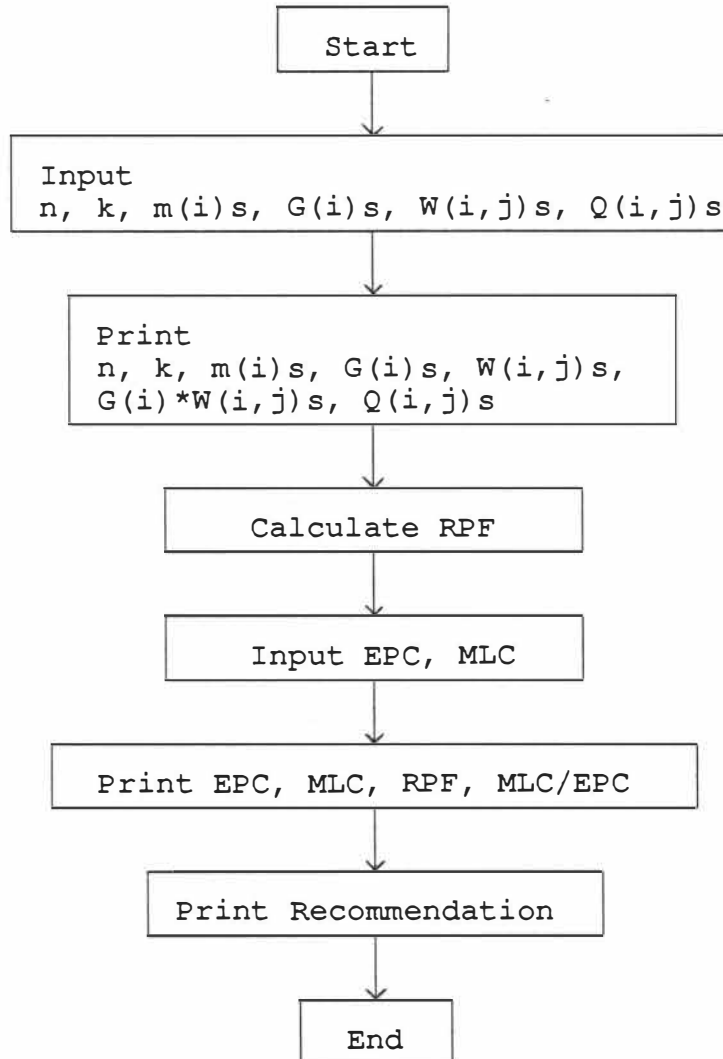 Start
Input
n, k, m(i)s, G(i)s, W(i,j)s, Q(i,j)s
Print
n, k, m(i)s, G(i)s, W(i,j)s,
G(i)*W(i,j)s, Q(i,j)s
Calculate RPF
Input EPC, MLC
Print EPC, MLC, RPF, MLC/EPC
Print Recommendation
End